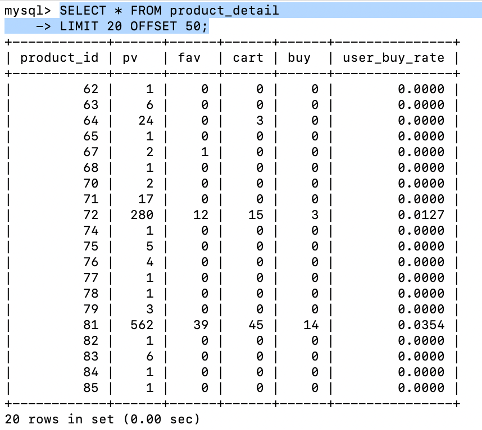 mysql> SELECT * FROM product_detail
    -> LIMIT 20 OFFSET 50;
+------------+------+------+------+------+---------------+
| product_id | pv   | fav  | cart | buy  | user_buy_rate |
+------------+------+------+------+------+---------------+
|         62 |    1 |    0 |    0 |    0 |        0.0000 |
|         63 |    6 |    0 |    0 |    0 |        0.0000 |
|         64 |   24 |    0 |    3 |    0 |        0.0000 |
|         65 |    1 |    0 |    0 |    0 |        0.0000 |
|         67 |    2 |    1 |    0 |    0 |        0.0000 |
|         68 |    1 |    0 |    0 |    0 |        0.0000 |
|         70 |    2 |    0 |    0 |    0 |        0.0000 |
|         71 |   17 |    0 |    0 |    0 |        0.0000 |
|         72 |  280 |   12 |   15 |    3 |        0.0127 |
|         74 |    1 |    0 |    0 |    0 |        0.0000 |
|         75 |    5 |    0 |    0 |    0 |        0.0000 |
|         76 |    4 |    0 |    0 |    0 |        0.0000 |
|         77 |    1 |    0 |    0 |    0 |        0.0000 |
|         78 |    1 |    0 |    0 |    0 |        0.0000 |
|         79 |    3 |    0 |    0 |    0 |        0.0000 |
|         81 |  562 |   39 |   45 |   14 |        0.0354 |
|         82 |    1 |    0 |    0 |    0 |        0.0000 |
|         83 |    6 |    0 |    0 |    0 |        0.0000 |
|         84 |    1 |    0 |    0 |    0 |        0.0000 |
|         85 |    1 |    0 |    0 |    0 |        0.0000 |
+------------+------+------+------+------+---------------+
20 rows in set (0.00 sec)